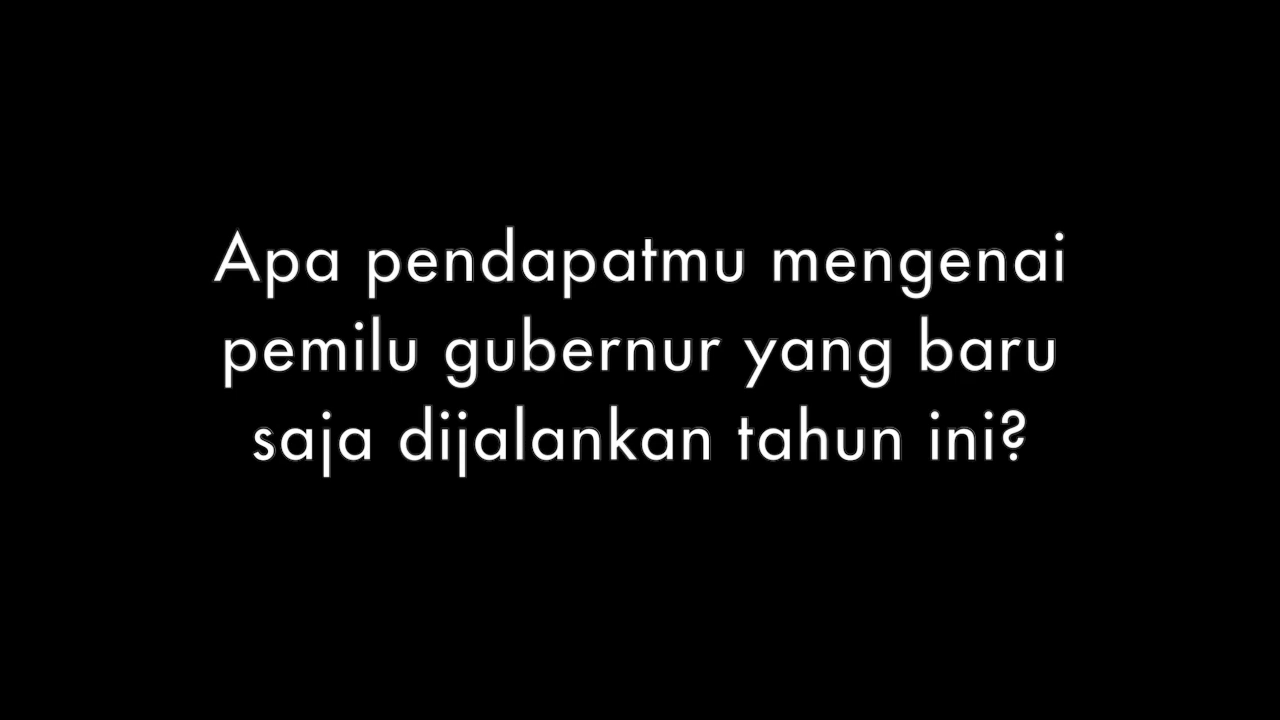 Apa pendapatmu mengenai
pemilu gubernur yang baru
saja dijalankan tahun ini?